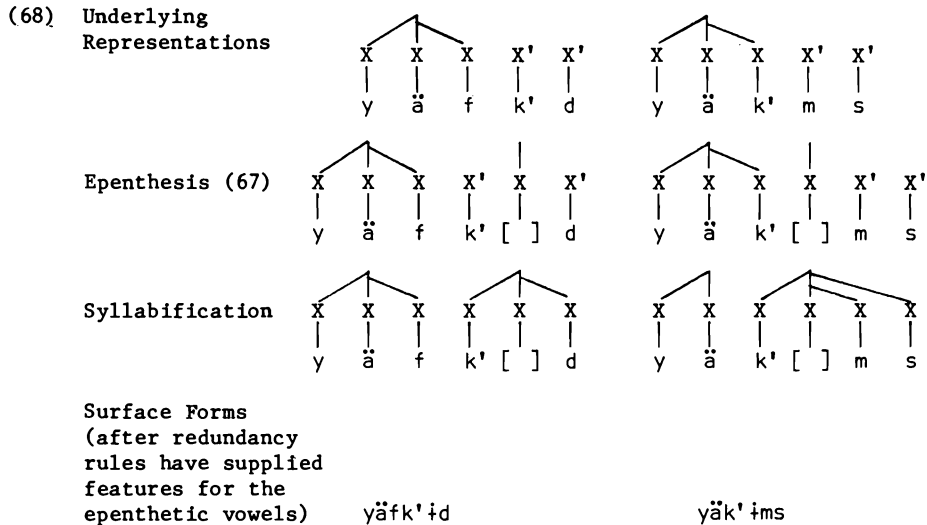 (68) Underlying
Representations
X X X X' X' X X X X' X'
y ä f k' d y ä k' m s
Epenthesis (67) X X X X' X X' X X X X X' X'
y ä f k' [ ] d y ä k' [ ] m s
Syllabification X X X X X X X X X X X X
y ä f k' [ ] d y ä k' [ ] m s
Surface Forms
(after redundancy
rules have supplied
features for the
epenthetic vowels) yäfk'ɨd yäk'ɨms